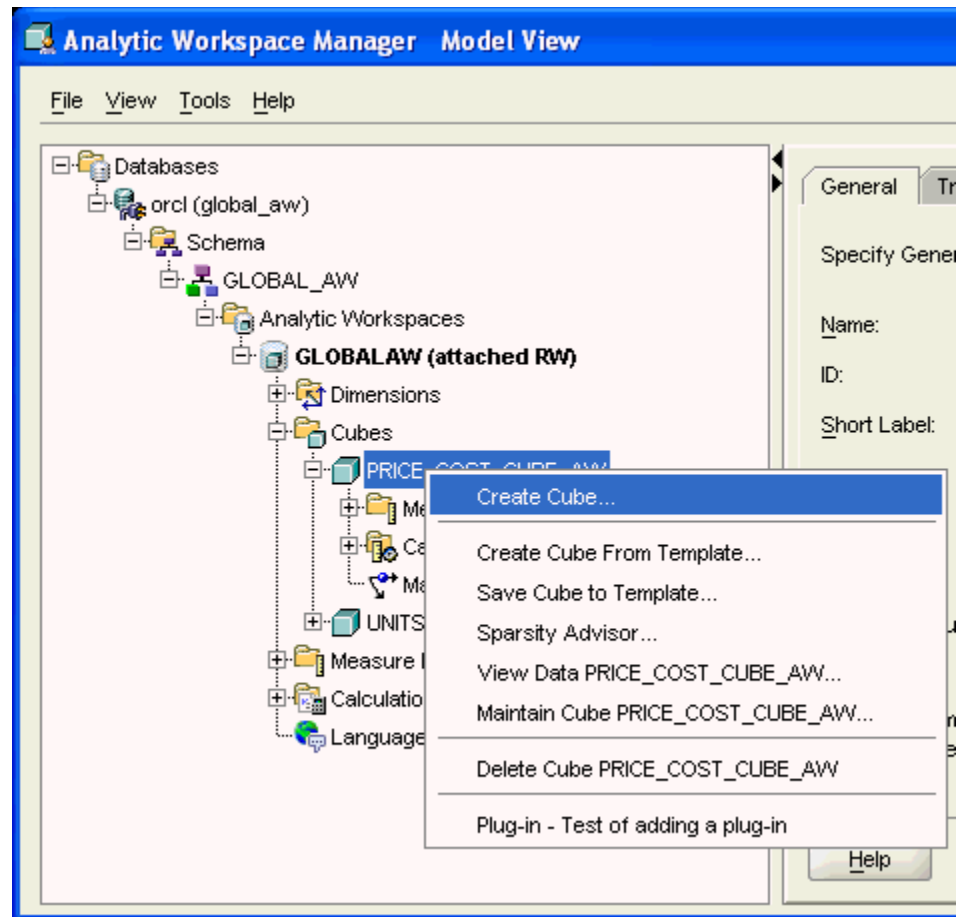 Analytic Workspace Manager Model View
File View Tools Help
Databases
orcl (global_aw)
Schema
GLOBAL_AW
Analytic Workspaces
GLOBALAW (attached RW)
Dimensions
Cubes
PRICE_COST_CUBE_AW
UNITS
Measure
Calculatio
Language
Create Cube...
Create Cube From Template...
Save Cube to Template...
Sparsity Advisor...
View Data PRICE_COST_CUBE_AW...
Maintain Cube PRICE_COST_CUBE_AW...
Delete Cube PRICE_COST_CUBE_AW
Plug-in - Test of adding a plug-in
General Tr
Specify Gener
Name:
ID:
Short Label:
Help